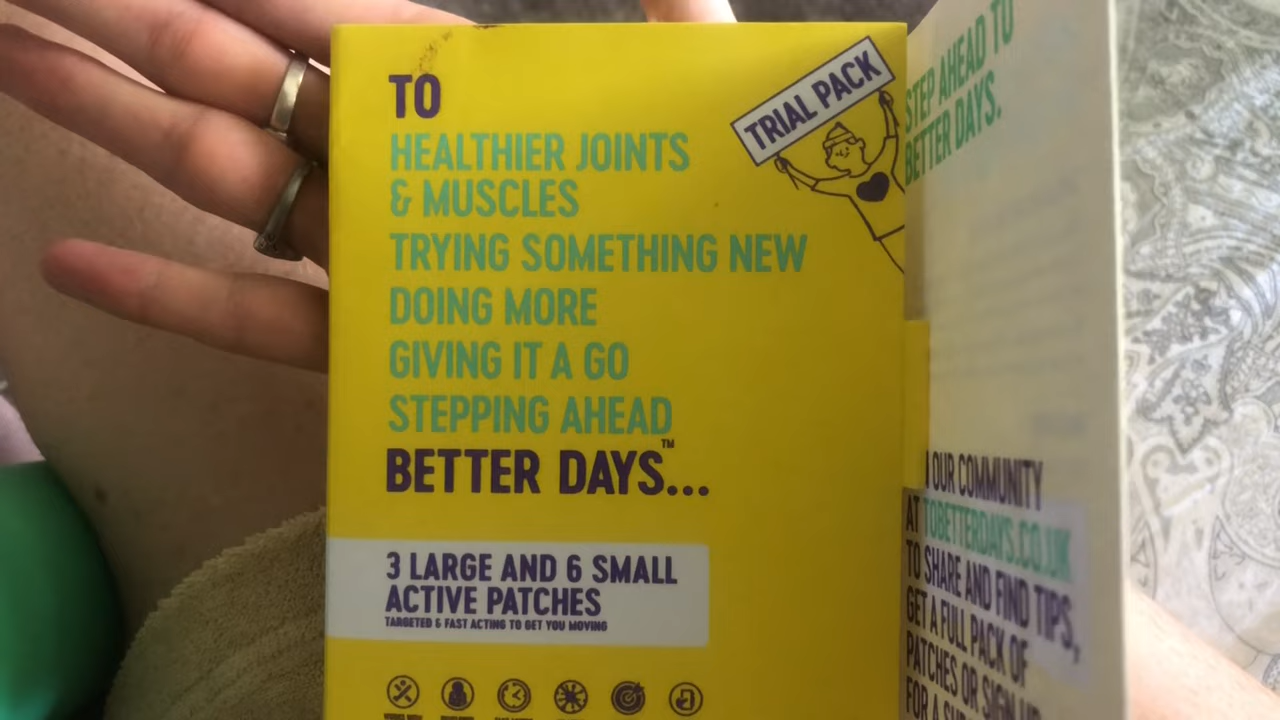 TO
HEALTHIER JOINTS
& MUSCLES
TRYING SOMETHING NEW
DOING MORE
GIVING IT A GO
STEPPING AHEAD
BETTER DAYS™...
TRIAL PACK
3 LARGE AND 6 SMALL
ACTIVE PATCHES
TARGETED & FAST ACTING TO GET YOU MOVING
STEP AHEAD TO
BETTER DAYS.
OUR COMMUNITY
AT TOBETTERDAYS.CO.UK
TO SHARE AND FIND TIPS,
GET A FULL PACK OF
PATCHES OR SIGN UP
FOR A